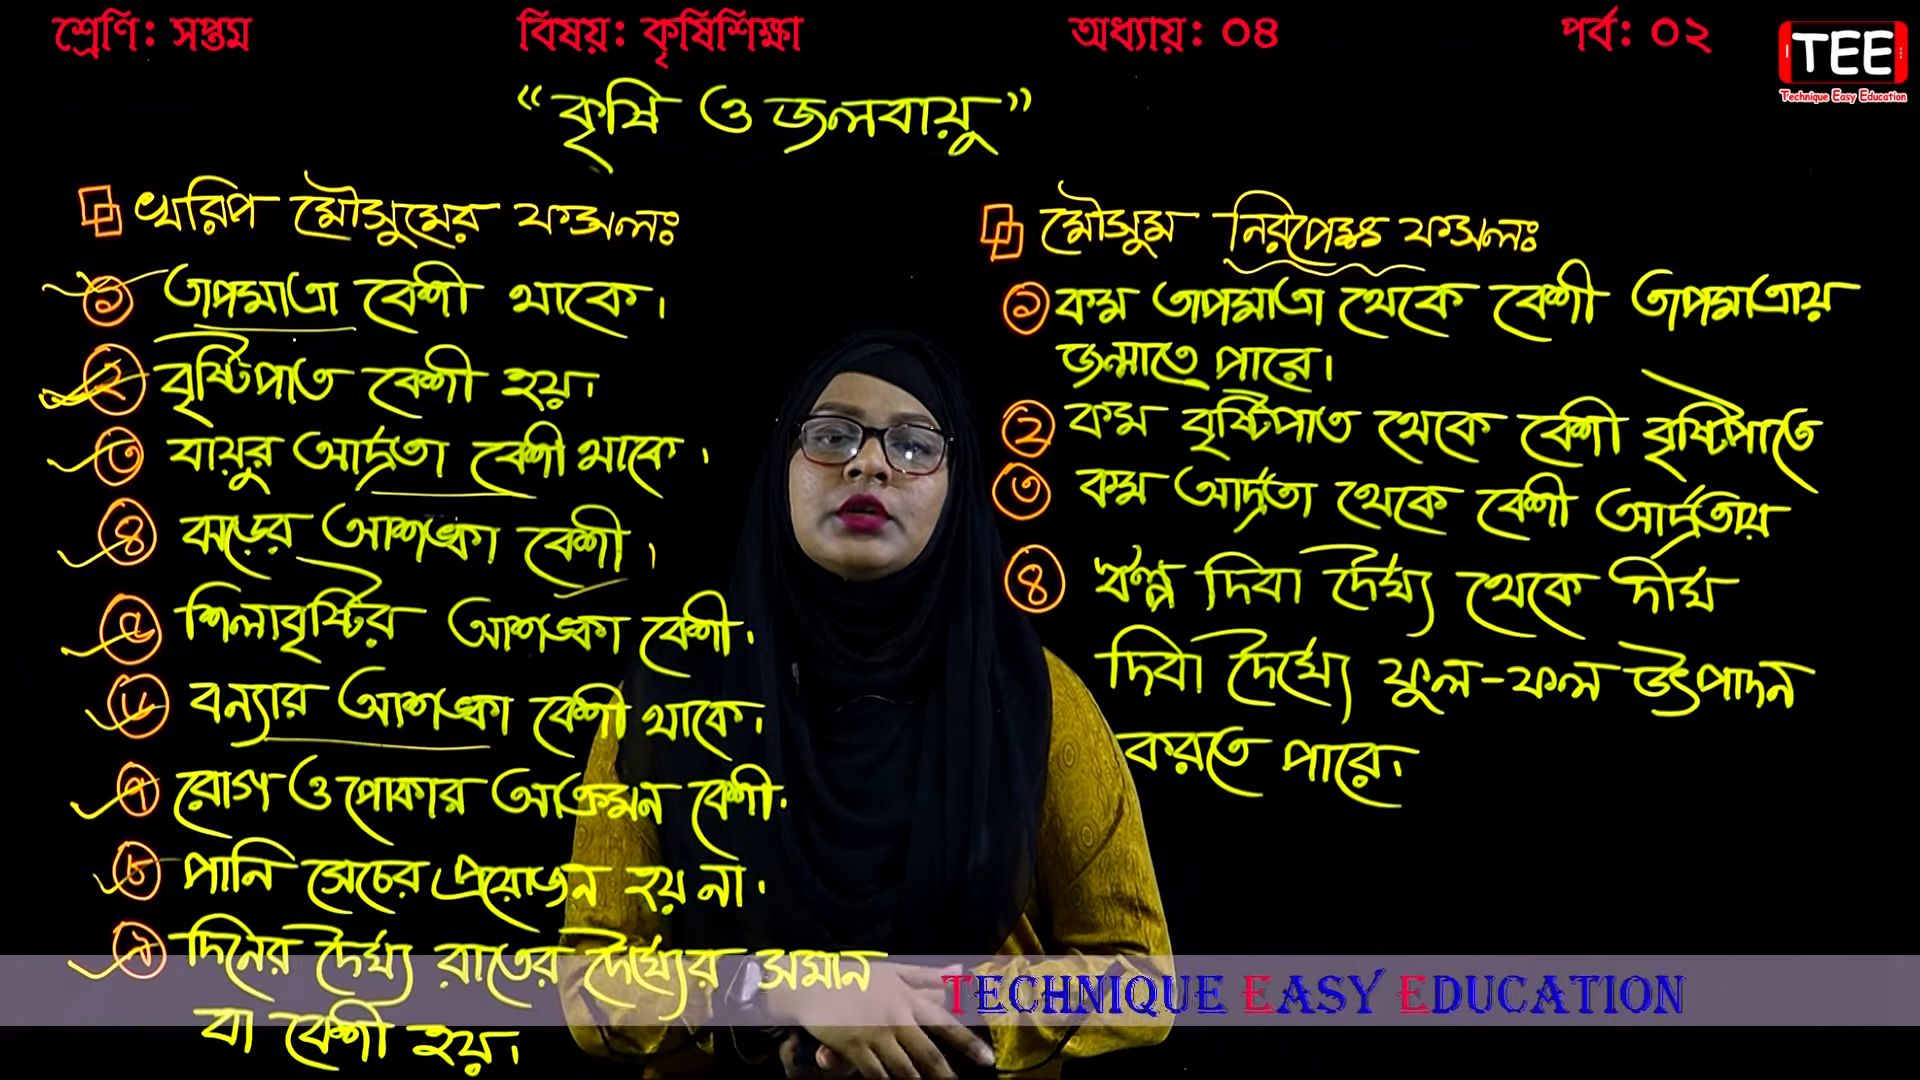 শ্রেণি: সপ্তম
বিষয়: কৃষিশিক্ষা
অধ্যায়: ০৪
পর্ব: ০২
TEE
Technique Easy Education
“কৃষি ও জলবায়ু”
খরিপ মৌসুমের ফসলঃ
১ তাপমাত্রা বেশী থাকে।
২ বৃষ্টিপাত বেশী হয়।
৩ বায়ুর আর্দ্রতা বেশী থাকে।
৪ ঝড়ের আশঙ্কা বেশী।
৫ শিলাবৃষ্টির আশঙ্কা বেশী।
৬ বন্যার আশঙ্কা বেশী থাকে।
৭ রোগ ও পোকার আক্রমন বেশী।
৮ পানি সেচের প্রয়োজন হয় না।
৯ দিনের দৈর্ঘ্য রাতের দৈর্ঘ্যের সমান
বা বেশী হয়।
মৌসুম নিরপেক্ষ ফসলঃ
১ কম তাপমাত্রা থেকে বেশী তাপমাত্রায়
জন্মাতে পারে।
২ কম বৃষ্টিপাত থেকে বেশী বৃষ্টিপাতে
৩ কম আর্দ্রতা থেকে বেশী আর্দ্রতায়
৪ স্বল্প দিবা দৈর্ঘ্য থেকে দীর্ঘ
দিবা দৈর্ঘ্যে ফুল-ফল উৎপাদন
করতে পারে।
TECHNIQUE EASY EDUCATION